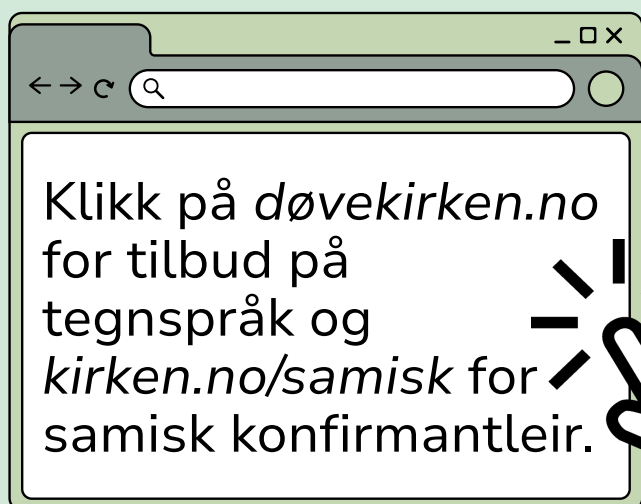 Klikk på døvekirken.no
for tilbud på
tegnspråk og
kirken.no/samisk for
samisk konfirmantleir.